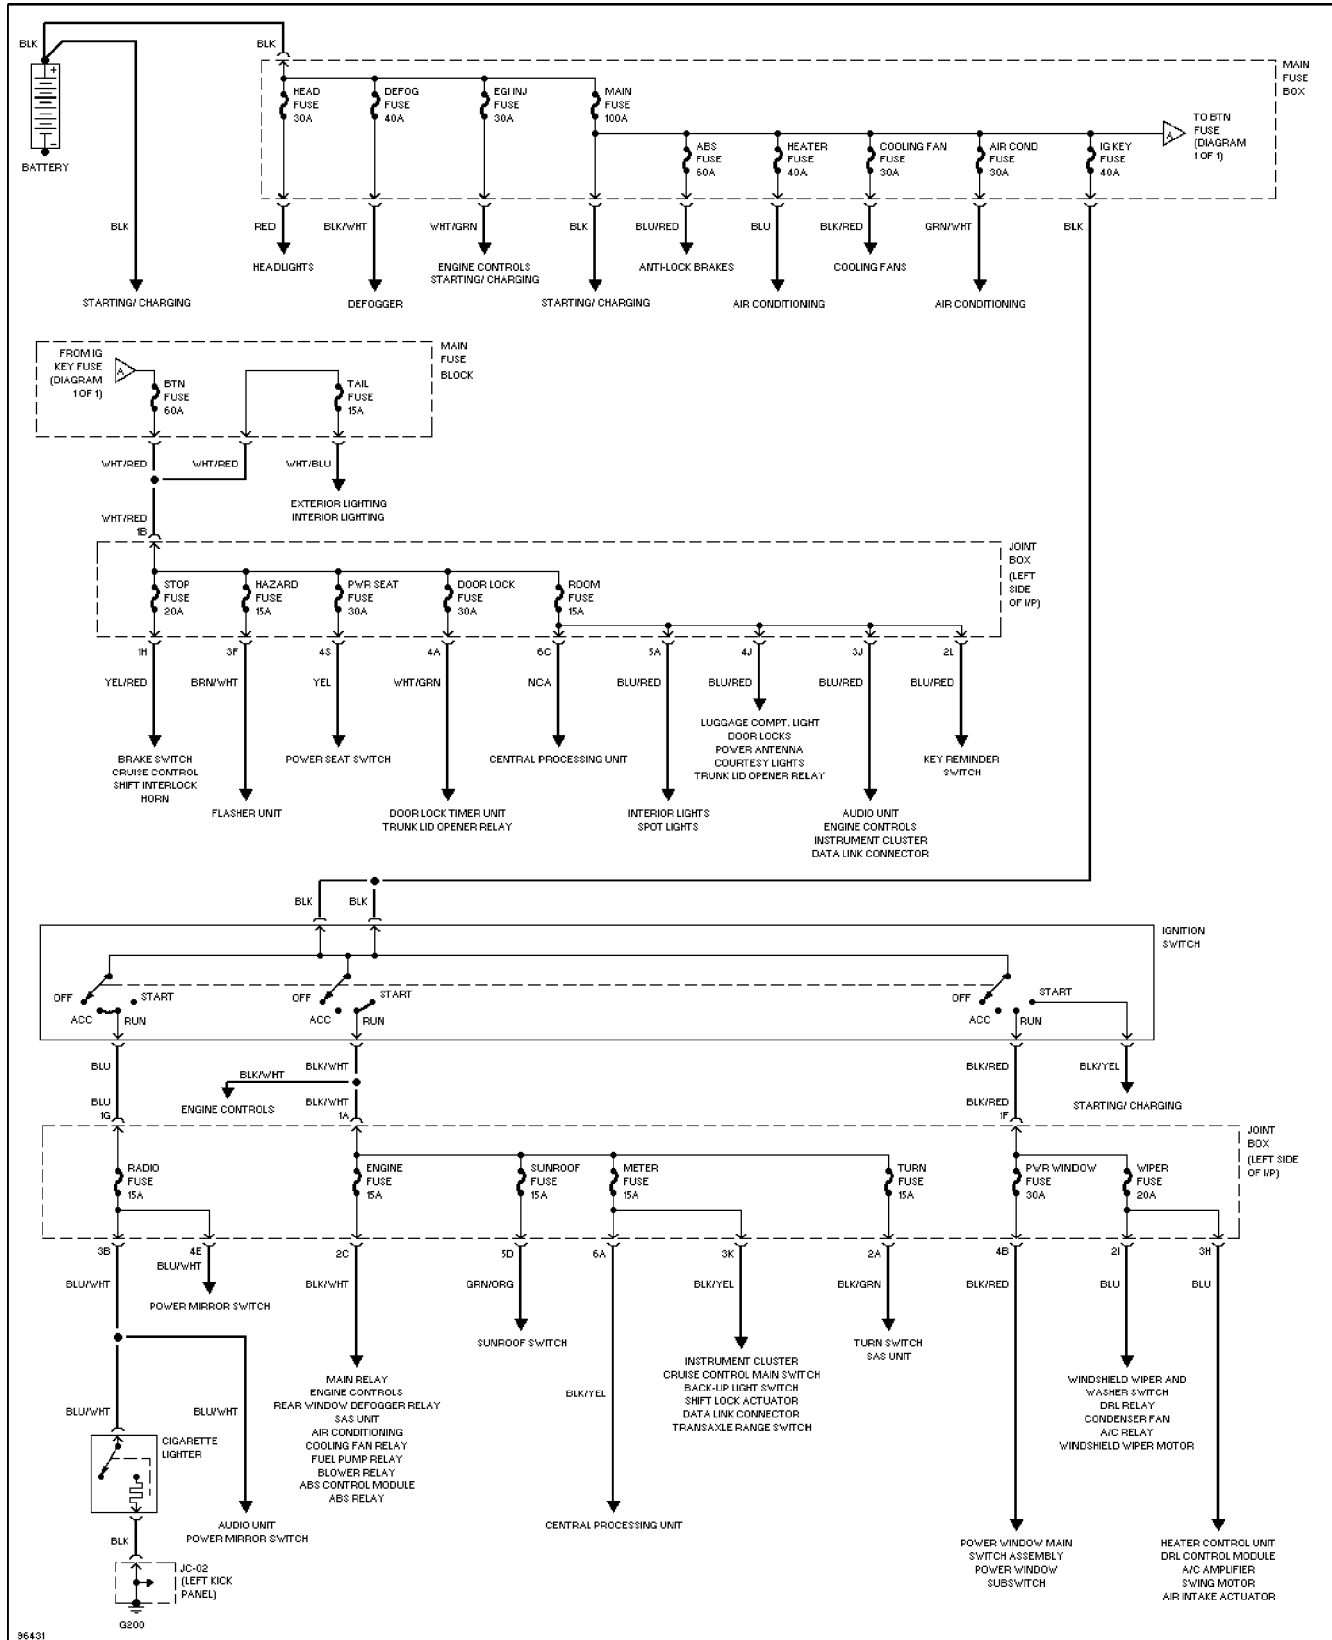 BLK
BLK
MAIN
FUSE
BOX
BATTERY
HEAD
FUSE
30A
DEFOG
FUSE
40A
EGI INJ
FUSE
30A
MAIN
FUSE
100A
ABS
FUSE
60A
HEATER
FUSE
40A
COOLING FAN
FUSE
30A
AIR COND
FUSE
30A
IG KEY
FUSE
40A
A
TO BTN
FUSE
(DIAGRAM
1 OF 1)
BLK
RED
BLK/WHT
WHT/GRN
BLK
BLU/RED
BLU
BLK/RED
GRN/WHT
BLK
STARTING/ CHARGING
HEADLIGHTS
DEFOGGER
ENGINE CONTROLS
STARTING/ CHARGING
STARTING/ CHARGING
ANTI-LOCK BRAKES
AIR CONDITIONING
COOLING FANS
AIR CONDITIONING
FROM IG
KEY FUSE
(DIAGRAM
1 OF 1)
A
BTN
FUSE
60A
TAIL
FUSE
15A
MAIN
FUSE
BLOCK
WHT/RED
WHT/RED
WHT/BLU
EXTERIOR LIGHTING
INTERIOR LIGHTING
WHT/RED
1B
JOINT
BOX
(LEFT
SIDE
OF I/P)
STOP
FUSE
20A
HAZARD
FUSE
15A
PWR SEAT
FUSE
30A
DOOR LOCK
FUSE
30A
ROOM
FUSE
15A
1H
3F
4S
4A
6C
5A
4J
3J
2L
YEL/RED
BRN/WHT
YEL
WHT/GRN
NCA
BLU/RED
BLU/RED
BLU/RED
BLU/RED
BRAKE SWITCH
CRUISE CONTROL
SHIFT INTERLOCK
HORN
FLASHER UNIT
POWER SEAT SWITCH
DOOR LOCK TIMER UNIT
TRUNK LID OPENER RELAY
CENTRAL PROCESSING UNIT
INTERIOR LIGHTS
SPOT LIGHTS
LUGGAGE COMPT. LIGHT
DOOR LOCKS
POWER ANTENNA
COURTESY LIGHTS
TRUNK LID OPENER RELAY
AUDIO UNIT
ENGINE CONTROLS
INSTRUMENT CLUSTER
DATA LINK CONNECTOR
KEY REMINDER
SWITCH
BLK
BLK
IGNITION
SWITCH
OFF
ACC
RUN
START
OFF
ACC
RUN
START
OFF
ACC
RUN
START
BLU
BLK/WHT
BLK/WHT
BLK/RED
BLK/YEL
ENGINE CONTROLS
STARTING/ CHARGING
BLU
1G
BLK/WHT
1A
BLK/RED
1F
JOINT
BOX
(LEFT SIDE
OF I/P)
RADIO
FUSE
15A
ENGINE
FUSE
15A
SUNROOF
FUSE
15A
METER
FUSE
15A
TURN
FUSE
15A
PWR WINDOW
FUSE
30A
WIPER
FUSE
20A
3B
4E
2C
5D
6A
3K
2A
4B
2I
3H
BLU/WHT
BLU/WHT
BLK/WHT
GRN/ORG
BLK/YEL
BLK/GRN
BLK/RED
BLU
BLU
POWER MIRROR SWITCH
SUNROOF SWITCH
TURN SWITCH
SAS UNIT
BLU/WHT
BLU/WHT
MAIN RELAY
ENGINE CONTROLS
REAR WINDOW DEFOGGER RELAY
SAS UNIT
AIR CONDITIONING
COOLING FAN RELAY
FUEL PUMP RELAY
BLOWER RELAY
ABS CONTROL MODULE
ABS RELAY
BLK/YEL
INSTRUMENT CLUSTER
CRUISE CONTROL MAIN SWITCH
BACK-UP LIGHT SWITCH
SHIFT LOCK ACTUATOR
DATA LINK CONNECTOR
TRANSAXLE RANGE SWITCH
WINDSHIELD WIPER AND
WASHER SWITCH
DRL RELAY
CONDENSER FAN
A/C RELAY
WINDSHIELD WIPER MOTOR
CIGARETTE
LIGHTER
AUDIO UNIT
POWER MIRROR SWITCH
CENTRAL PROCESSING UNIT
POWER WINDOW MAIN
SWITCH ASSEMBLY
POWER WINDOW
SUBSWITCH
HEATER CONTROL UNIT
DRL CONTROL MODULE
A/C AMPLIFIER
SWING MOTOR
AIR INTAKE ACTUATOR
BLK
JC-02
(LEFT KICK
PANEL)
G200
96431